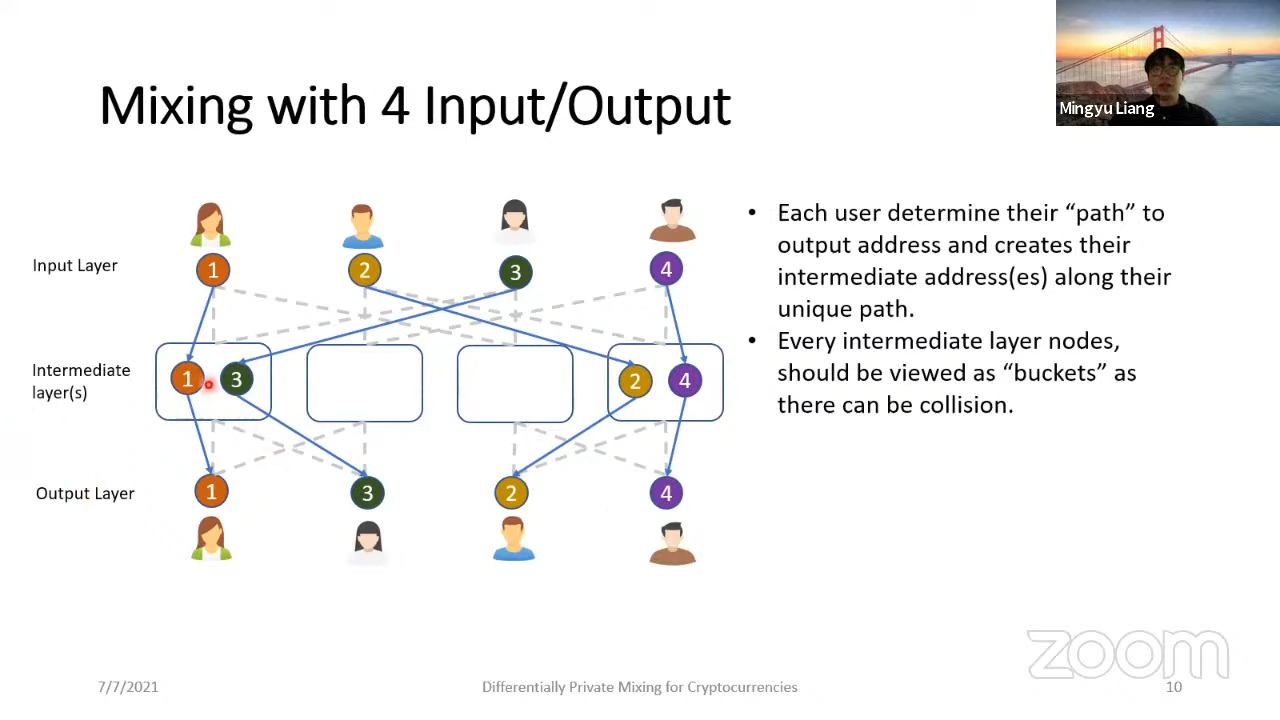 Mingyu Liang
Mixing with 4 Input/Output
Input Layer
1
2
3
4
Intermediate
layer(s)
1
3
2
4
Output Layer
1
3
2
4
• Each user determine their “path” to
output address and creates their
intermediate address(es) along their
unique path.
• Every intermediate layer nodes,
should be viewed as “buckets” as
there can be collision.
zoom
7/7/2021
Differentially Private Mixing for Cryptocurrencies
10